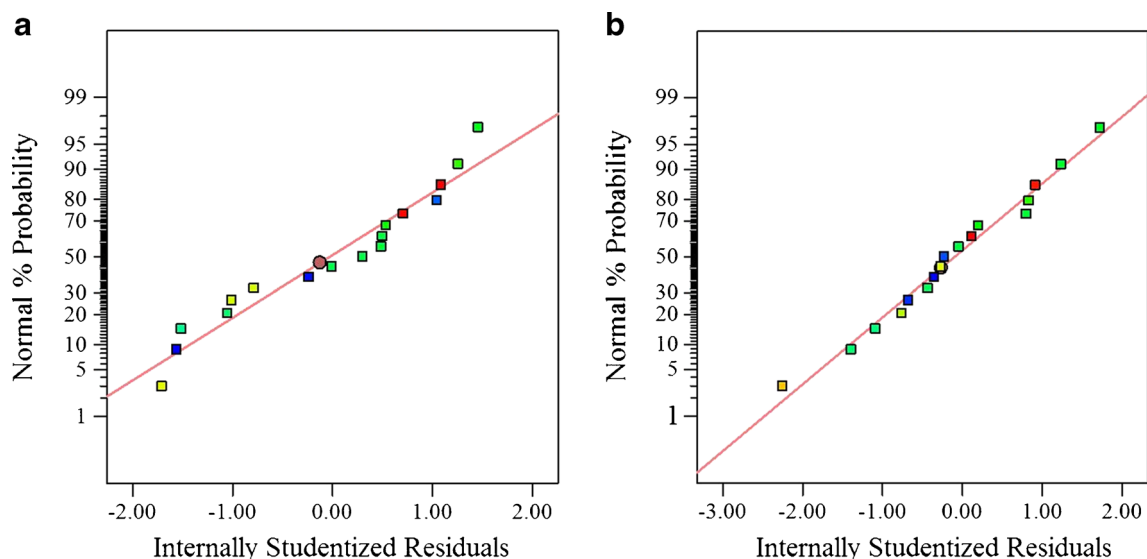 a
99
95
90
80
70
50
30
20
10
5
1
Normal % Probability
-2.00 -1.00 0.00 1.00 2.00
Internally Studentized Residuals
b
99
95
90
80
70
50
30
20
10
5
1
Normal % Probability
-3.00 -2.00 -1.00 0.00 1.00 2.00
Internally Studentized Residuals